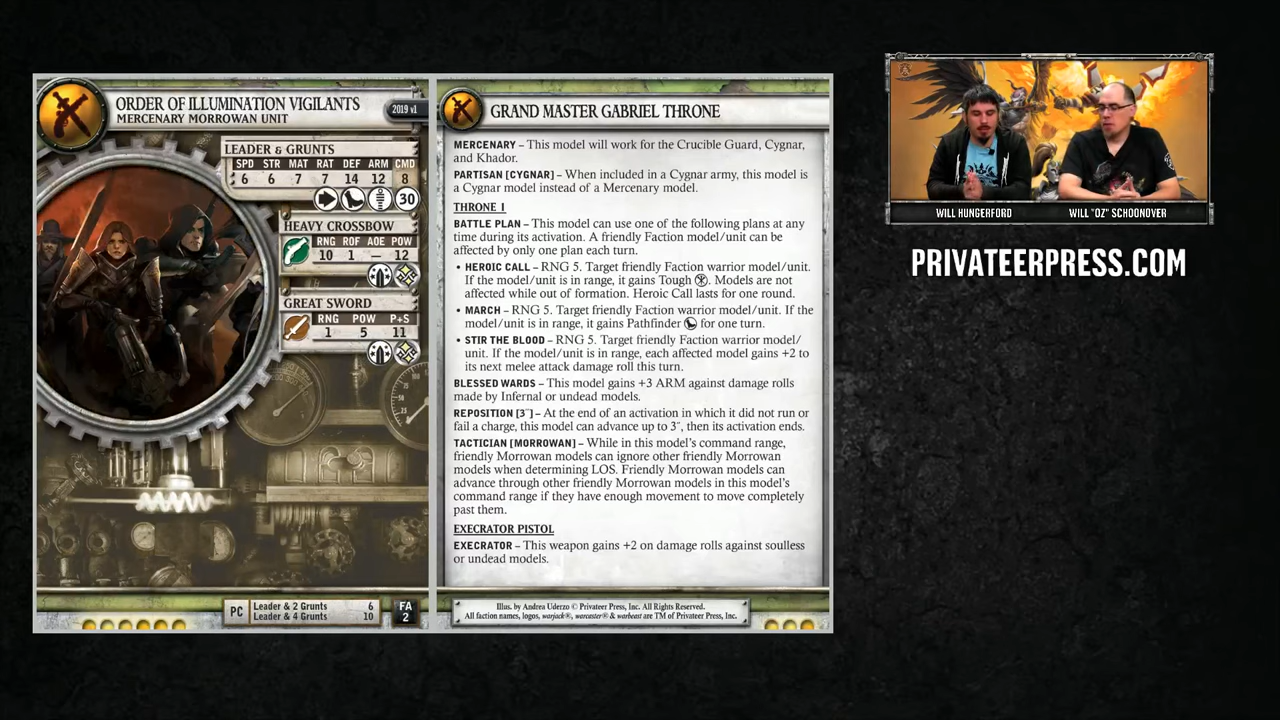 ORDER OF ILLUMINATION VIGILANTS
MERCENARY MORROWAN UNIT
2019 v1
LEADER & GRUNTS
SPD STR MAT RAT DEF ARM CMD
6 6 7 7 14 12 8
30
HEAVY CROSSBOW
RNG ROF AOE POW
10 1 — 12
GREAT SWORD
RNG POW P+S
1 5 11
PC
Leader & 2 Grunts 6
Leader & 4 Grunts 10
FA
2
GRAND MASTER GABRIEL THRONE
MERCENARY – This model will work for the Crucible Guard, Cygnar,
and Khador.
PARTISAN [CYGNAR] – When included in a Cygnar army, this model is
a Cygnar model instead of a Mercenary model.
THRONE 1
BATTLE PLAN – This model can use one of the following plans at any
time during its activation. A friendly Faction model/unit can be
affected by only one plan each turn.
• HEROIC CALL – RNG 5. Target friendly Faction warrior model/unit.
If the model/unit is in range, it gains Tough. Models are not
affected while out of formation. Heroic Call lasts for one round.
• MARCH – RNG 5. Target friendly Faction warrior model/unit. If the
model/unit is in range, it gains Pathfinder for one turn.
• STIR THE BLOOD – RNG 5. Target friendly Faction warrior model/
unit. If the model/unit is in range, each affected model gains +2 to
its next melee attack damage roll this turn.
BLESSED WARDS – This model gains +3 ARM against damage rolls
made by Infernal or undead models.
REPOSITION [3˝] – At the end of an activation in which it did not run or
fail a charge, this model can advance up to 3˝, then its activation ends.
TACTICIAN [MORROWAN] – While in this model's command range,
friendly Morrowan models can ignore other friendly Morrowan
models when determining LOS. Friendly Morrowan models can
advance through other friendly Morrowan models in this model's
command range if they have enough movement to move completely
past them.
EXECRATOR PISTOL
EXECRATOR – This weapon gains +2 on damage rolls against soulless
or undead models.
Illus. by Andrea Uderzo © Privateer Press, Inc. All Rights Reserved.
All faction names, logos, warjack®, warcaster® & warbeast are TM of Privateer Press, Inc.
WILL HUNGERFORD
WILL "OZ" SCHOONOVER
PRIVATEERPRESS.COM